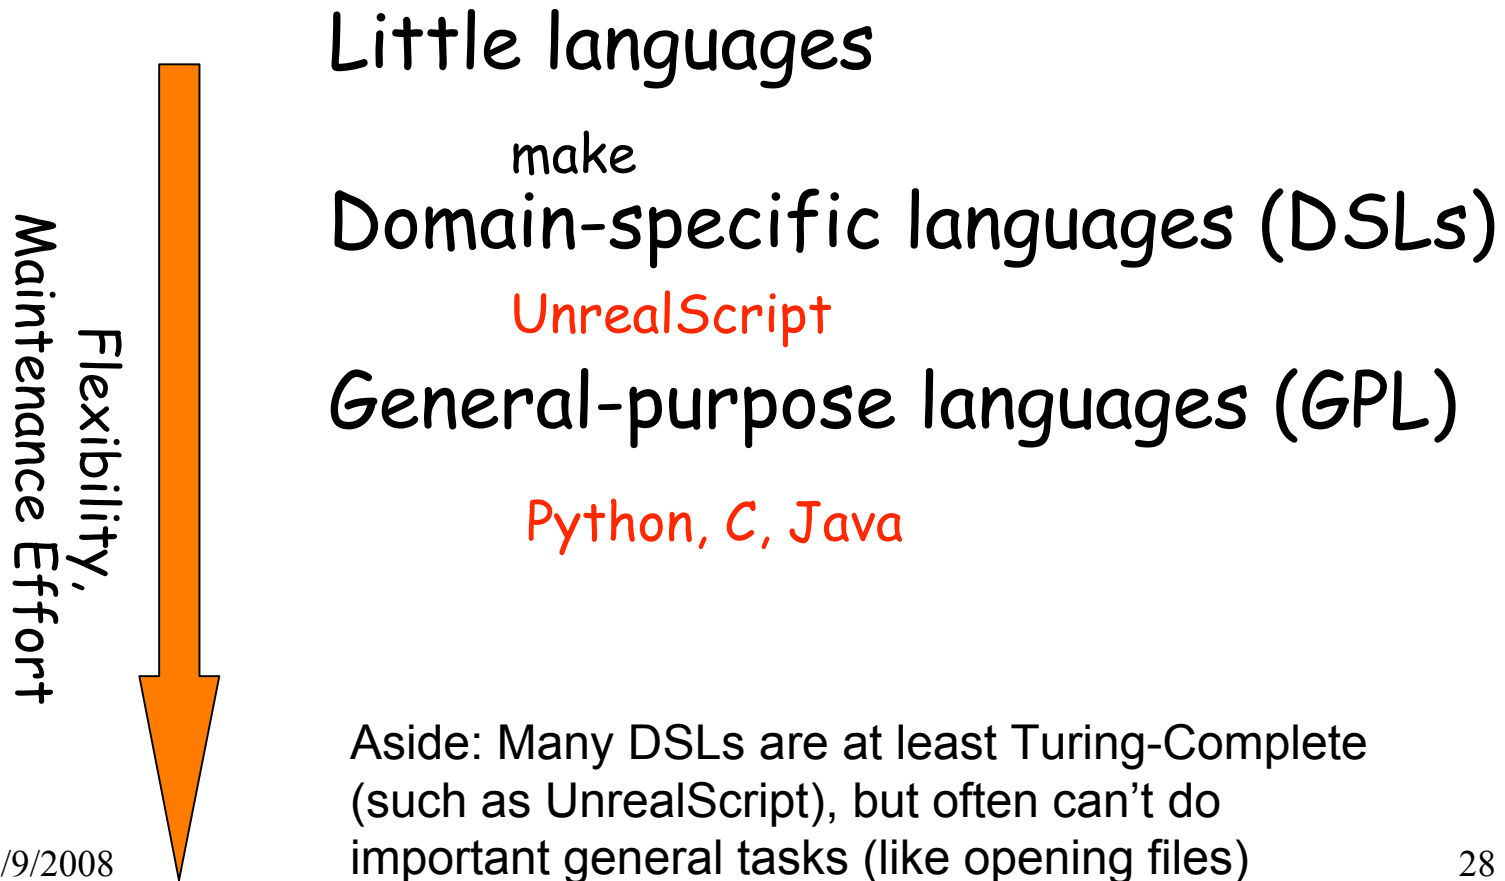 Little languages
make
Domain-specific languages (DSLs)
UnrealScript
General-purpose languages (GPL)
Python, C, Java
Flexibility,
Maintenance Effort
Aside: Many DSLs are at least Turing-Complete
(such as UnrealScript), but often can’t do
important general tasks (like opening files)
/9/2008
28